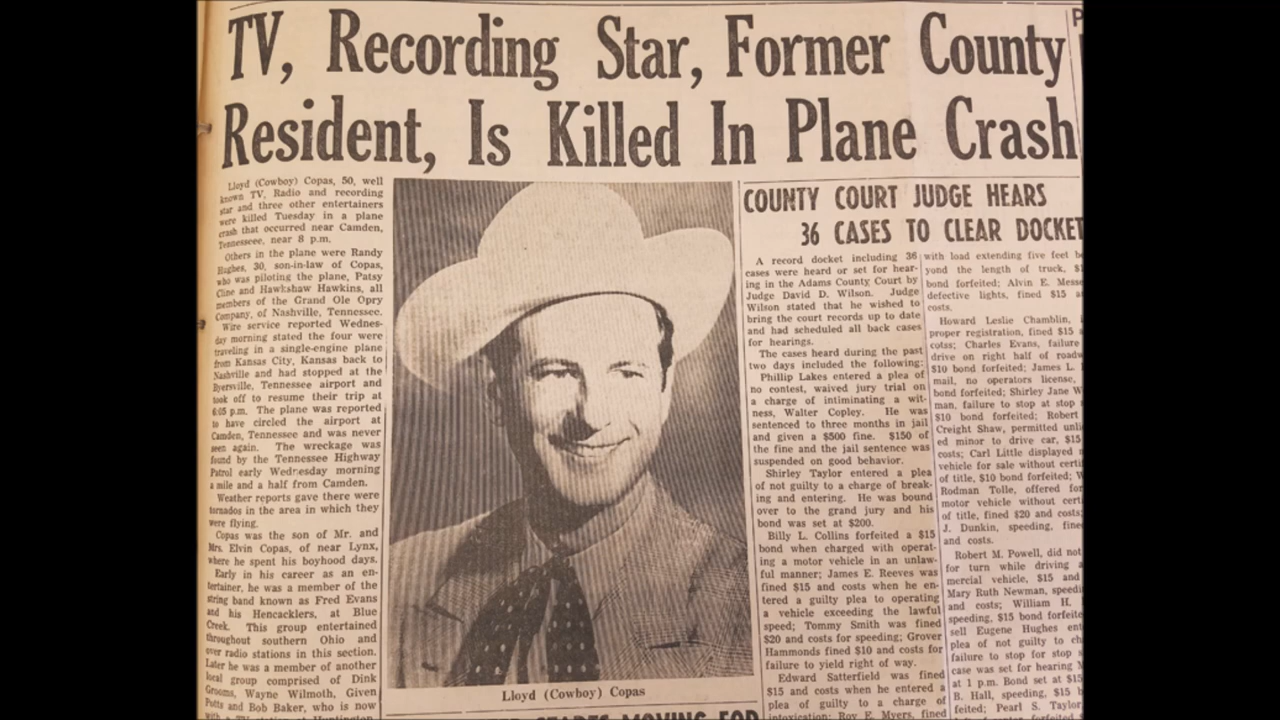 TV, Recording Star, Former County
Resident, Is Killed In Plane Crash
Lloyd (Cowboy) Copas, 50, well
known TV, Radio and recording
star and three other entertainers
were killed Tuesday in a plane
crash that occurred near Camden,
Tennesseee, near 8 p.m.
Others in the plane were Randy
Hughes, 30, son-in-law of Copas,
who was piloting the plane, Patsy
Cline and Hawkshaw Hawkins, all
members of the Grand Ole Opry
Company, of Nashville, Tennessee.
Wire service reported Wednes-
day morning stated the four were
traveling in a single-engine plane
from Kansas City, Kansas back to
Nashville and had stopped at the
Byersville, Tennessee airport and
took off to resume their trip at
6:05 p.m. The plane was reported
to have circled the airport at
Camden, Tennessee and was never
seen again. The wreckage was
found by the Tennessee Highway
Patrol early Wednesday morning
a mile and a half from Camden.
Weather reports gave there were
tornados in the area in which they
were flying.
Copas was the son of Mr. and
Mrs. Elvin Copas, of near Lynx,
where he spent his boyhood days.
Early in his career as an en-
tertainer, he was a member of the
string band known as Fred Evans
and his Hencacklers, at Blue
Creek. This group entertained
throughout southern Ohio and
over radio stations in this section.
Later he was a member of another
local group comprised of Dink
Grooms, Wayne Wilmoth, Given
Potts and Bob Baker, who is now
Lloyd (Cowboy) Copas
COUNTY COURT JUDGE HEARS
36 CASES TO CLEAR DOCKET
A record docket including 36
cases were heard or set for hear-
ing in the Adams County Court by
Judge David D. Wilson. Judge
Wilson stated that he wished to
bring the court records up to date
and had scheduled all back cases
for hearings.
The cases heard during the past
two days included the following:
Phillip Lakes entered a plea of
no contest, waived jury trial on
a charge of intiminating a wit-
ness, Walter Copley. He was
sentenced to three months in jail
and given a $500 fine. $150 of
the fine and the jail sentence was
suspended on good behavior.
Shirley Taylor entered a plea
of not guilty to a charge of break-
ing and entering. He was bound
over to the grand jury and his
bond was set at $200.
Billy L. Collins forfeited a $15
bond when charged with operat-
ing a motor vehicle in an unlaw-
ful manner; James E. Reeves was
fined $15 and costs when he en-
tered a guilty plea to operating
a vehicle exceeding the lawful
speed; Tommy Smith was fined
$20 and costs for speeding; Grover
Hammonds fined $10 and costs for
failure to yield right of way.
Edward Satterfield was fined
$15 and costs when he entered a
plea of guilty to a charge of
intoxication; Roy E. Myers, fined
with load extending five feet be
yond the length of truck,
bond forfeited; Alvin E. Messe
defective lights, fined $15 a
costs.
Howard Leslie Chamblin, i
proper registration, fined $15
cotss; Charles Evans, failure
drive on right half of roadw
$10 bond forfeited; James L.
mail, no operators license,
bond forfeited; Shirley Jane W
man, failure to stop at stop
$10 bond forfeited; Robert
Creight Shaw, permitted unli
ed minor to drive car, $15
costs; Carl Little displayed
vehicle for sale without certi
of title, $10 bond forfeited; W
Rodman Tolle, offered for
motor vehicle without cert
of title, fined $20 and costs;
J. Dunkin, speeding, fine
and costs.
Robert M. Powell, did not
for turn while driving a
mercial vehicle, $15 and
Mary Ruth Newman, speedi
and costs; William H.
speeding, $15 bond forfeite
sell Eugene Hughes ent
plea of not guilty to ch
failure to stop for stop s
case was set for hearing
at 1 p.m. Bond set at $15
B. Hall, speeding, $15 b
feited; Pearl S. Taylor